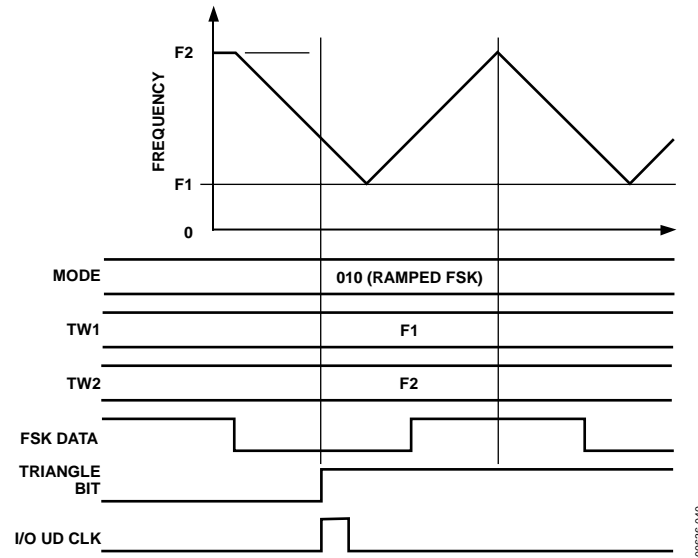 F2
FREQUENCY
F1
0
MODE
010 (RAMPED FSK)
TW1
F1
TW2
F2
FSK DATA
TRIANGLE
BIT
I/O UD CLK